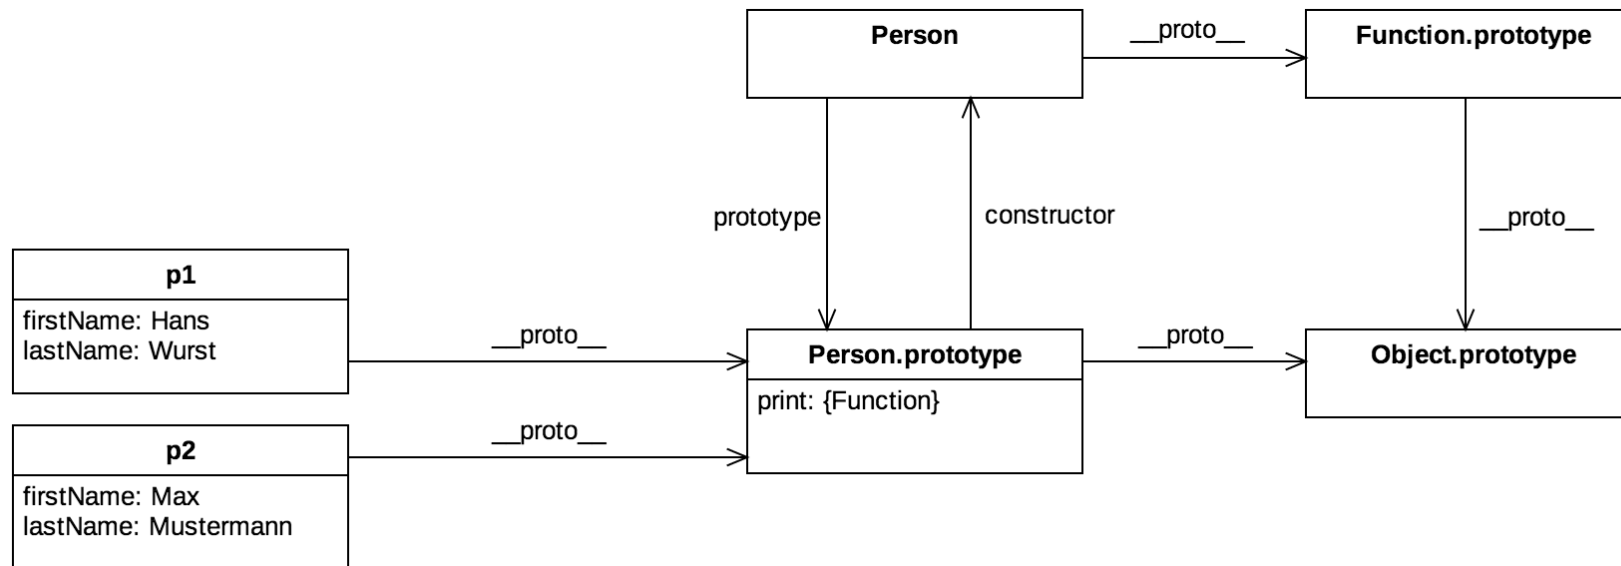 Person
__proto__
Function.prototype
prototype
constructor
__proto__
p1
firstName: Hans
lastName: Wurst
__proto__
Person.prototype
print: {Function}
__proto__
Object.prototype
p2
firstName: Max
lastName: Mustermann
__proto__